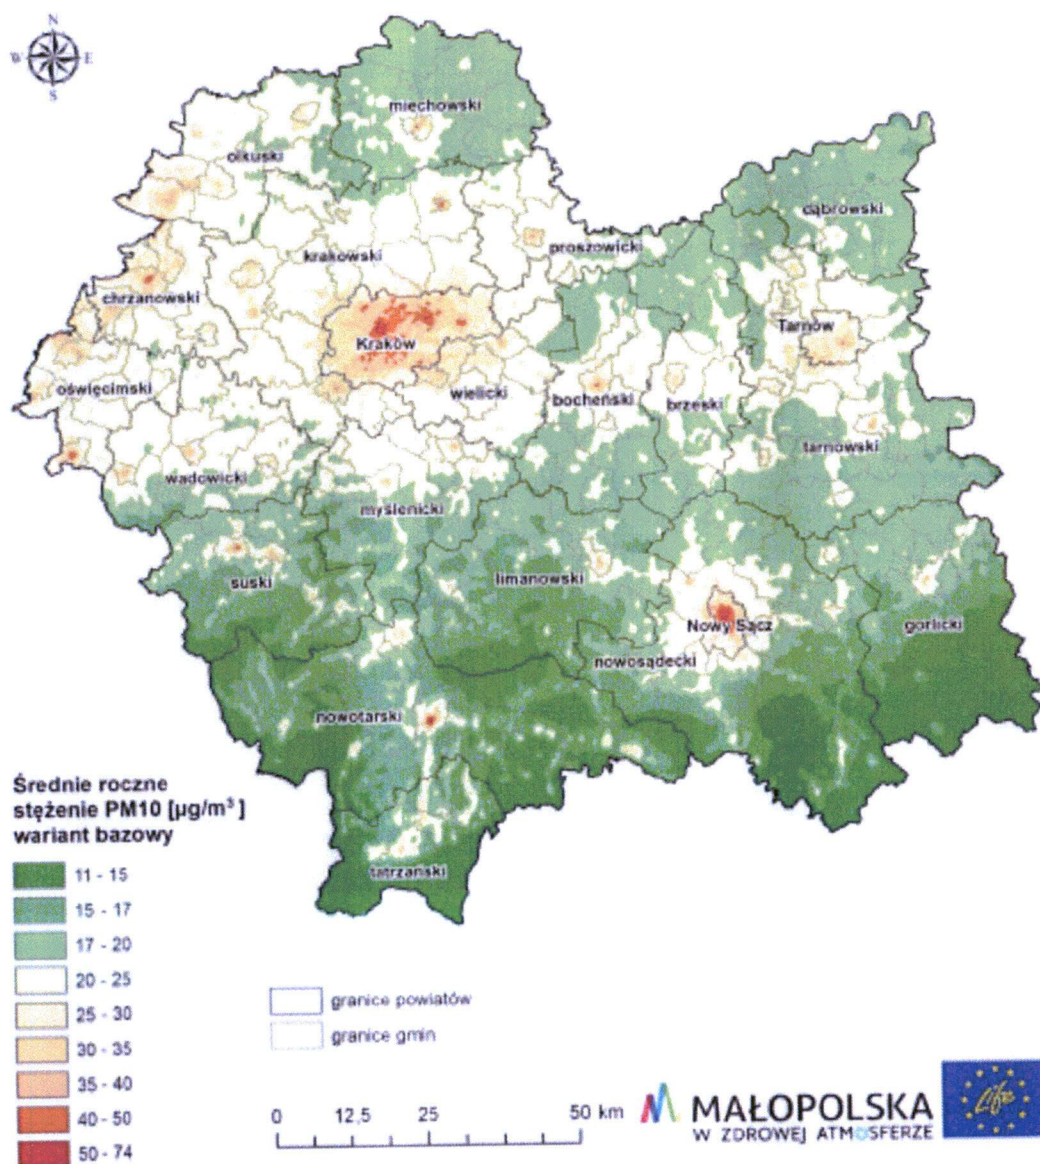 N
W
E
S
miechowski
olkuski
dąbrowski
proszowicki
krakowski
chrzanowski
Tarnów
Kraków
oświęcimski
wielicki
bocheński
brzeski
wadowicki
tarnowski
myślenicki
suski
limanowski
Nowy Sącz
gorlicki
nowosądecki
nowotarski
tatrzański
Średnie roczne
stężenie PM10 [µg/m³]
wariant bazowy
11 - 15
15 - 17
17 - 20
20 - 25
25 - 30
30 - 35
35 - 40
40 - 50
50 - 74
granice powiatów
granice gmin
0 12,5 25 50 km
MAŁOPOLSKA
W ZDROWEJ ATMOSFERZE
Life